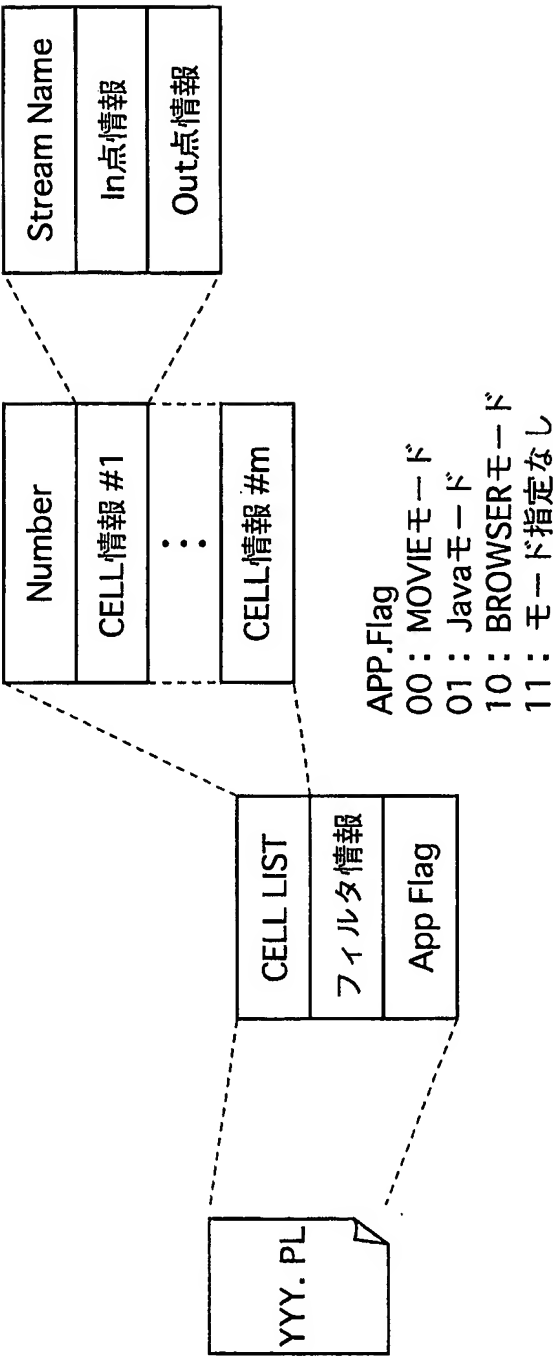 YYY. PL
CELL LIST
フィルタ情報
App Flag
Number
CELL情報 #1
CELL情報 #m
Stream Name
In点情報
Out点情報
APP.Flag
00：MOVIEモード
01：Javaモード
10：BROWSERモード
11：モード指定なし